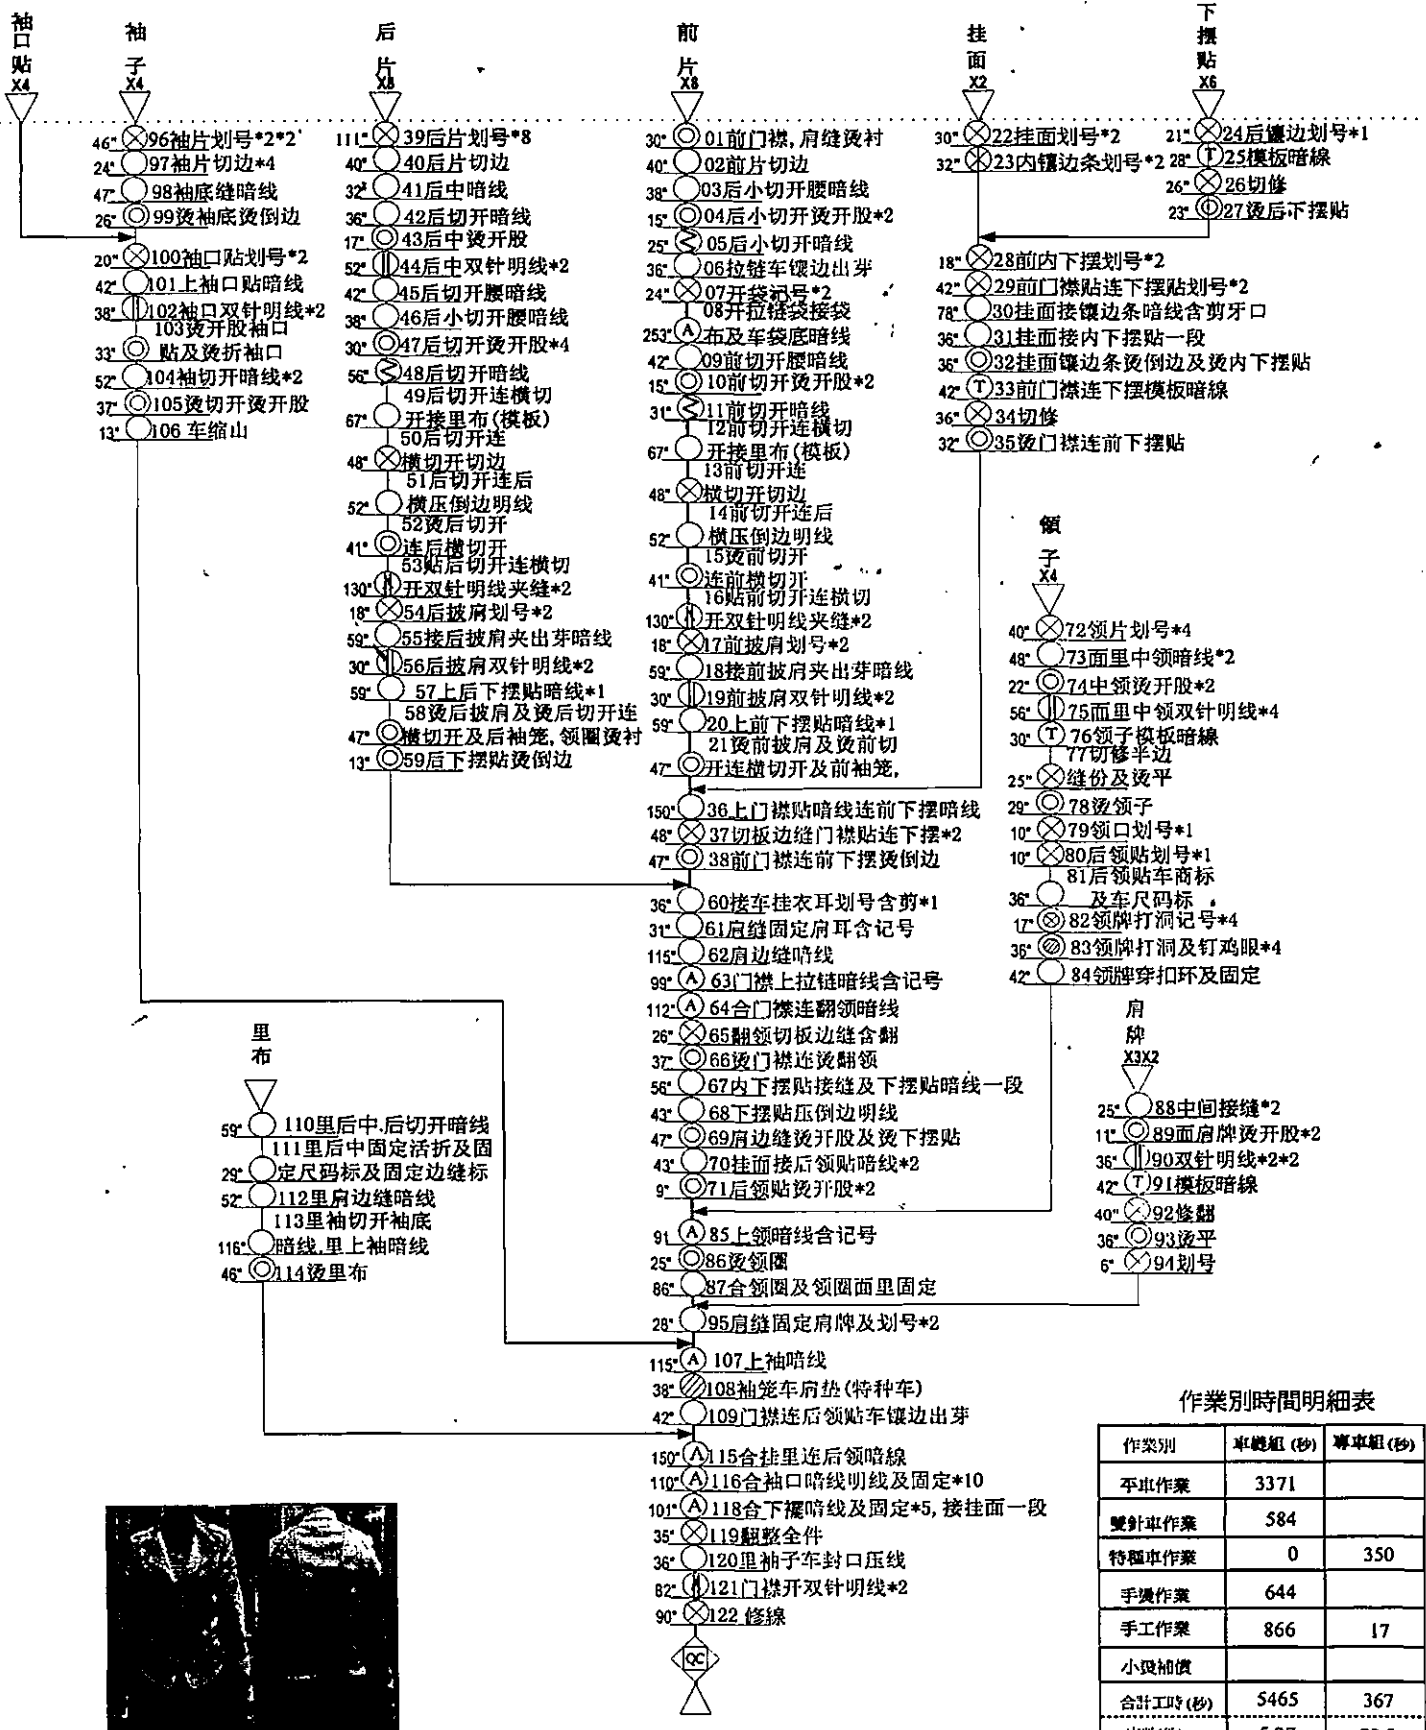 袖口贴
X4
46" 96袖片划号*2*2
24" 97袖片切边*4
47" 98袖底缝暗线
26" 99烫袖底烫倒边
20" 100袖口贴划号*2
42" 101上袖口贴暗线
38" 102袖口双针明线*2
103烫开股袖口
33" 贴及烫折袖口
52" 104袖切开暗线*2
37" 105烫切开烫开股
13" 106 车缩山
袖子
X4
后片
X8
111" 39后片划号*8
40" 40后片切边
32" 41后中暗线
36" 42后切开暗线
17" 43后中烫开股
52" 44后中双针明线*2
42" 45后切开腰暗线
38" 46后小切开腰暗线
30" 47后切开烫开股*4
56" 48后切开暗线
49后切开连横切
67" 开接里布(模板)
50后切开连
48" 横切开切边
51后切开连后
52" 横压倒边明线
52烫后切开
41" 连后横切开
53贴后切开连横切
130" 开双针明线夹缝*2
18" 54后披肩划号*2
59" 55接后披肩夹出芽暗线
30" 56后披肩双针明线*2
59" 57上后下摆贴暗线*1
58烫后披肩及烫后切开连
47" 横切开及后袖笼,领圈烫衬
13" 59后下摆贴烫倒边
前片
X8
30" 01前门襟,肩缝烫衬
40" 02前片切边
38" 03后小切开腰暗线
15" 04后小切开烫开股*2
25" 05后小切开暗线
36" 06拉链车镶边出芽
24" 07开袋记号*2
08开拉链袋接袋
253" A 布及车袋底暗线
42" 09前切开腰暗线
15" 10前切开烫开股*2
31" 11前切开暗线
12前切开连横切
67" 开接里布(模板)
13前切开连
48" 横切开切边
14前切开连后
52" 横压倒边明线
15烫前切开
41" 连前横切开
16贴前切开连横切
130" 开双针明线夹缝*2
18" 17前披肩划号*2
59" 18接前披肩夹出芽暗线
30" 19前披肩双针明线*2
59" 20上前下摆贴暗线*1
21烫前披肩及烫前切
47" 开连横切开及前袖笼,
挂面
X2
30" 22挂面划号*2
32" 23内镶边条划号*2
下摆贴
X6
21" 24后镶边划号*1
28" T 25模板暗線
26" 26切修
23" 27烫后下摆贴
18" 28前内下摆划号*2
42" 29前门襟贴连下摆贴划号*2
78" 30挂面接镶边条暗线含剪牙口
36" 31挂面接内下摆贴一段
36" 32挂面镶边条烫倒边及烫内下摆贴
42" T 33前门襟连下摆模板暗線
36" 34切修
32" 35烫门襟连前下摆贴
150" 36上门襟贴暗线连前下摆暗线
48" 37切板边缝门襟贴连下摆*2
47" 38前门襟连前下摆烫倒边
36" 60接车挂衣耳划号含剪*1
31" 61肩缝固定肩耳含记号
115" 62肩边缝暗线
99" A 63门襟上拉链暗线含记号
112" A 64合门襟连翻领暗线
26" 65翻领切板边缝含翻
37" 66烫门襟连烫翻领
56" 67内下摆贴接缝及下摆贴暗线一段
43" 68下摆贴压倒边明线
47" 69肩边缝烫开股及烫下摆贴
43" 70挂面接后领贴暗线*2
9" 71后领贴烫开股*2
領子
X4
40" 72领片划号*4
48" 73面里中领暗线*2
22" 74中领烫开股*2
56" 75面里中领双针明线*4
30" T 76领子模板暗線
77切修半边
25" 缝份及烫平
29" 78烫领子
10" 79领口划号*1
10" 80后领贴划号*1
81后领贴车商标
36" 及车尺码标
17" 82领牌打洞记号*4
36" 83领牌打洞及钉鸡眼*4
42" 84领牌穿扣环及固定
91 A 85上领暗线含记号
25" 86烫领圈
86" 87合领圈及领圈面里固定
肩牌
X3X2
25" 88中间接缝*2
11" 89面肩牌烫开股*2
36" 90双针明线*2*2
42" T 91模板暗線
40" 92修翻
36" 93烫平
6" 94划号
28" 95肩缝固定肩牌及划号*2
115" A 107上袖暗线
38" 108袖笼车肩垫(特种车)
42" 109门襟连后领贴车镶边出芽
里布
59" 110里后中.后切开暗线
111里后中固定活折及固
29" 定尺码标及固定边缝标
52" 112里肩边缝暗线
113里袖切开袖底
116" 暗线.里上袖暗线
46" 114烫里布
150" A 115合挂里连后领暗線
110" A 116合袖口暗线明线及固定*10
101" A 118合下摆暗线及固定*5,接挂面一段
35" 119翻整全件
36" 120里袖子车封口压线
82" 121门襟开双针明线*2
90" 122 修線
QC
作業別時間明細表
作業別 車縫組(秒) 專車組(秒)
平車作業 3371
雙針車作業 584
特種車作業 0 350
手燙作業 644
手工作業 866 17
小燙補償
合計工時(秒) 5465 367